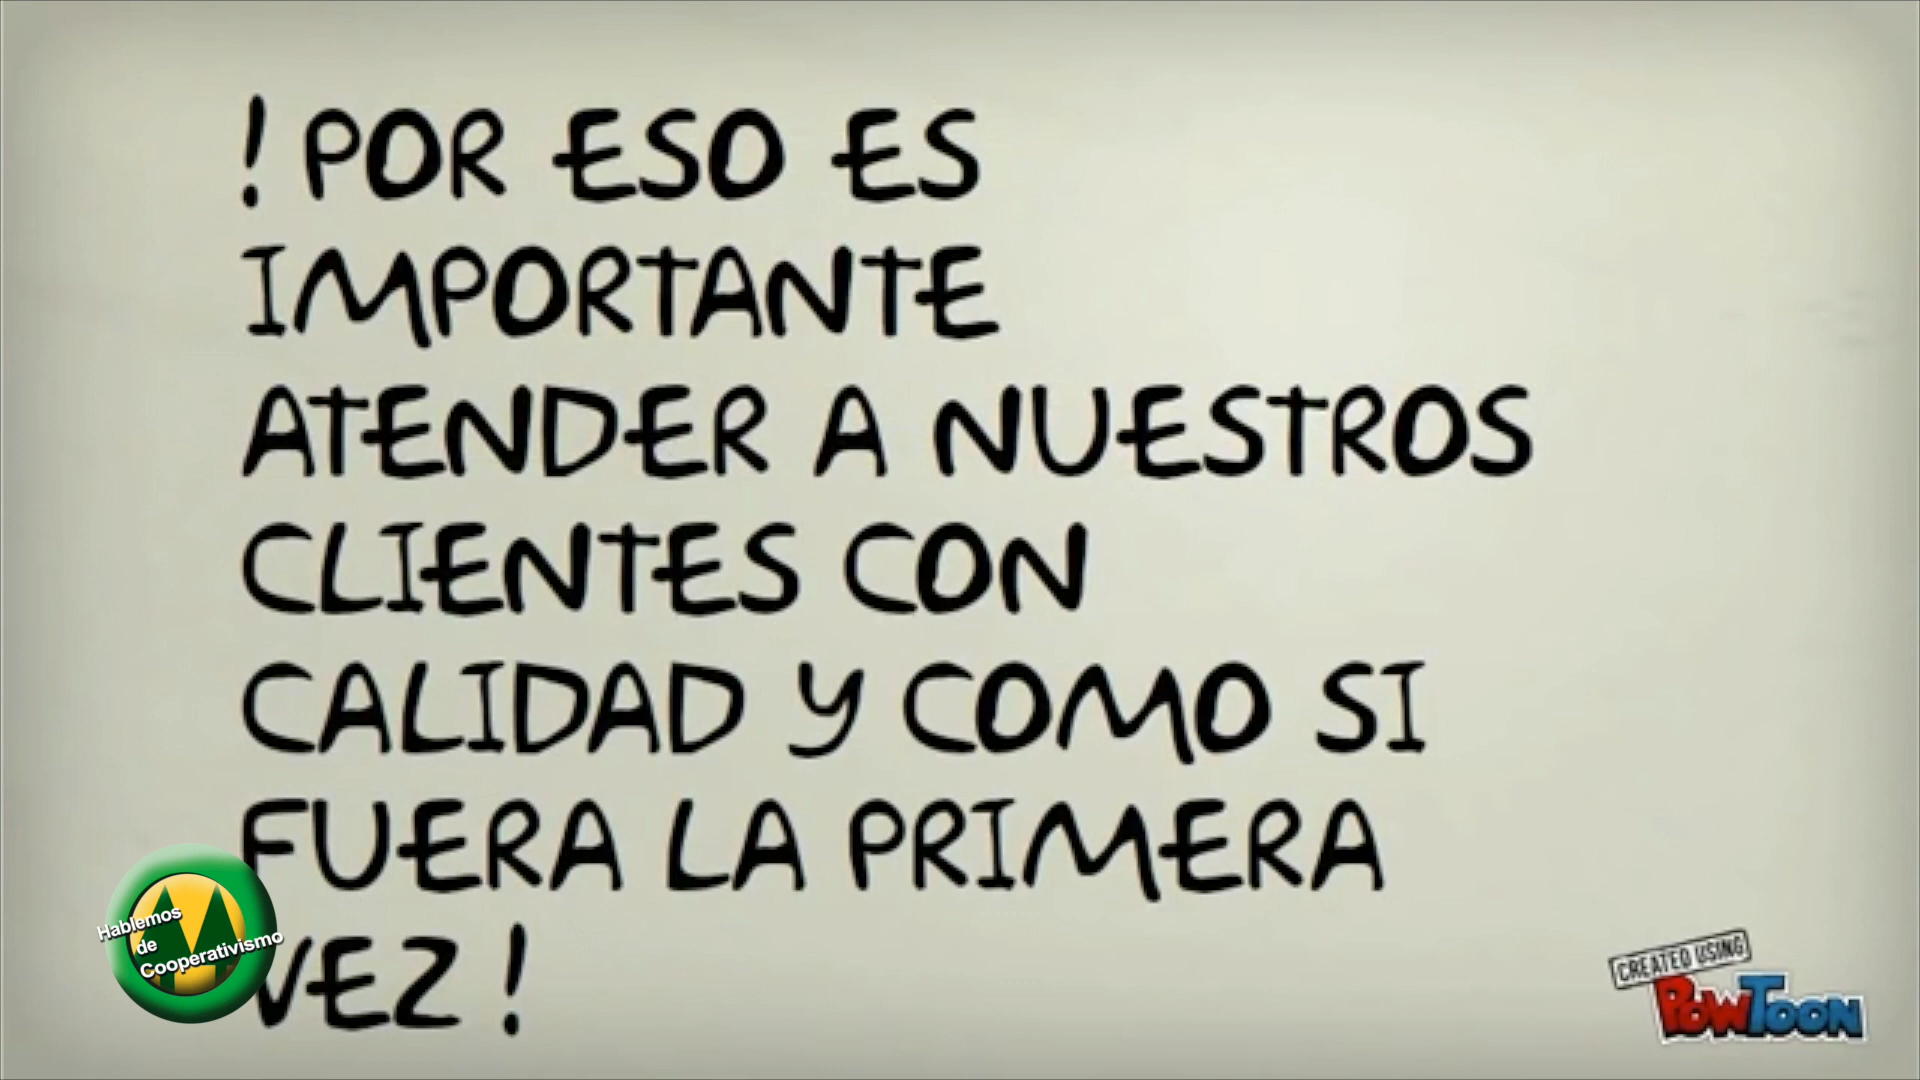 ! POR ESO ES
IMPORTANTE
ATENDER A NUESTROS
CLIENTES CON
CALIDAD Y COMO SI
FUERA LA PRIMERA
VEZ !
Hablemos
de
Cooperativismo
CREATED USING
POWTOON